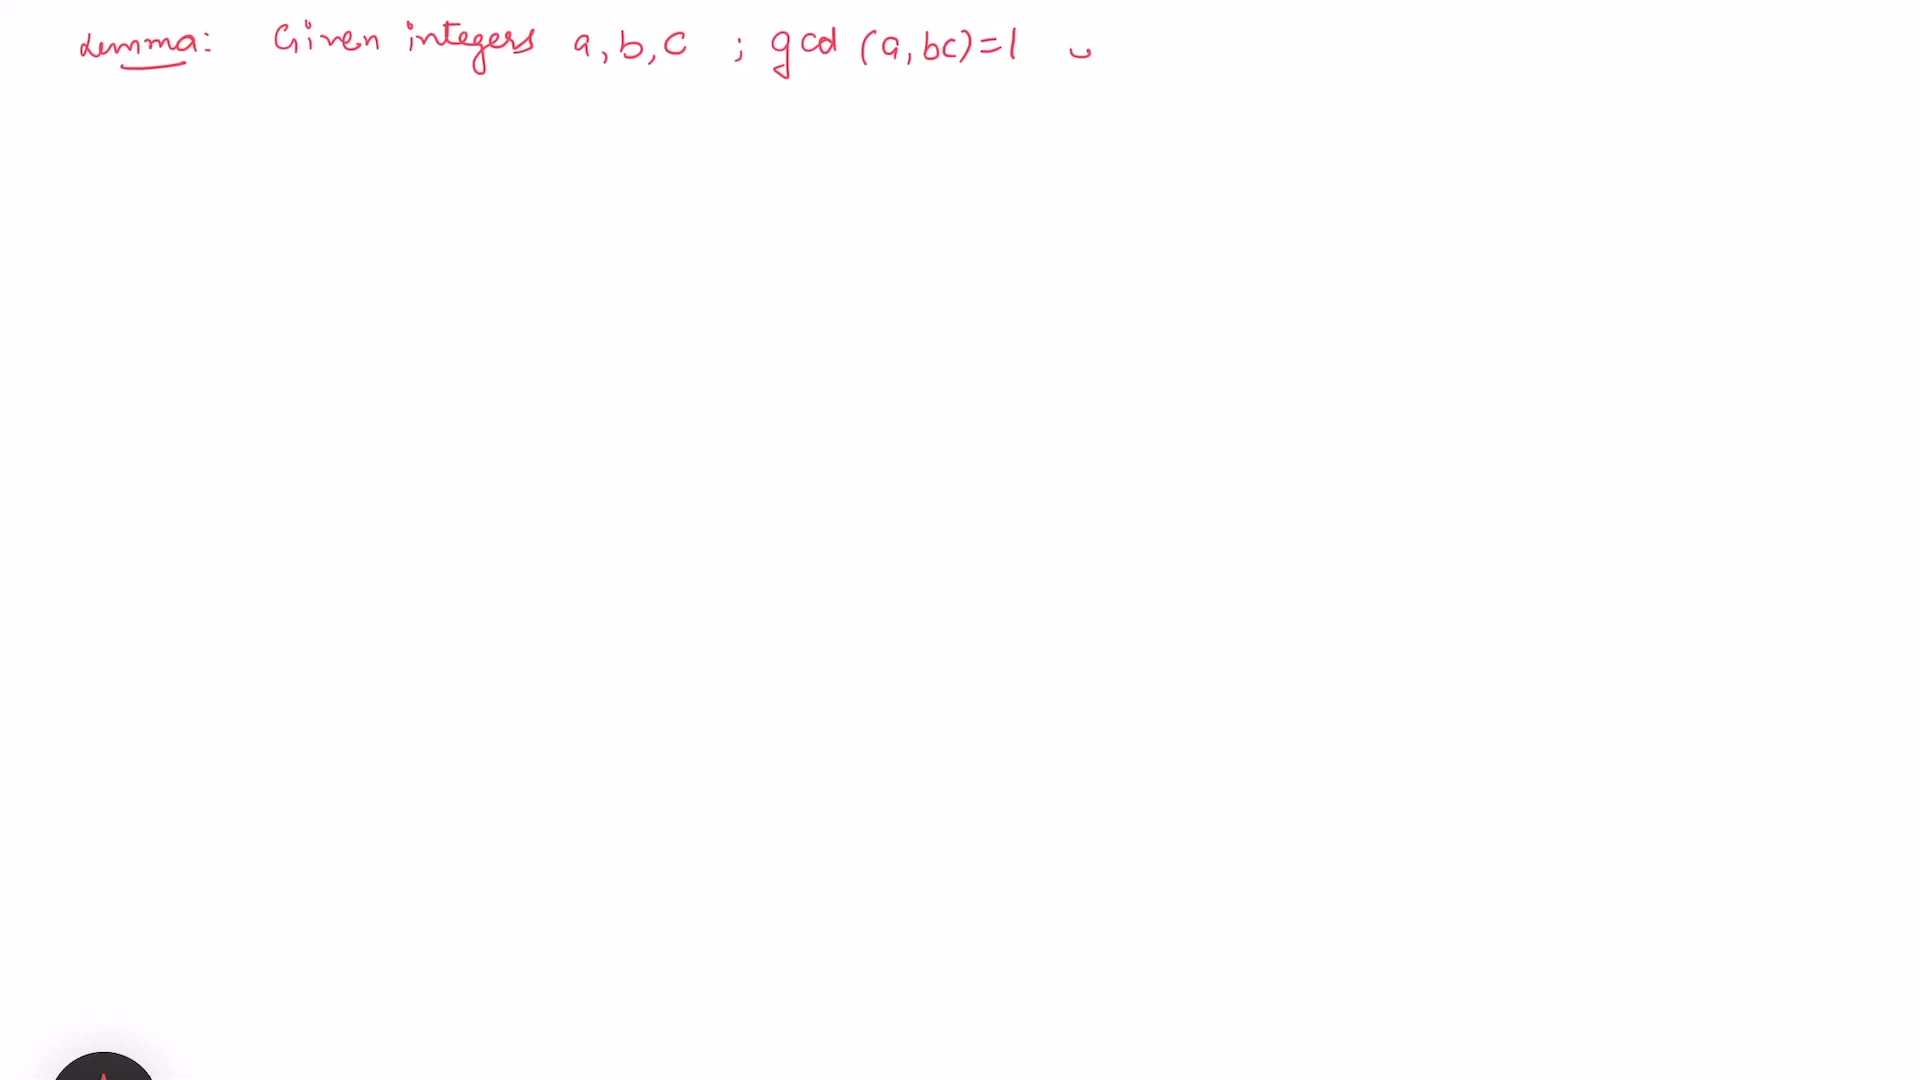 Lemma: Given integers a, b, c ; gcd (a, bc)=1